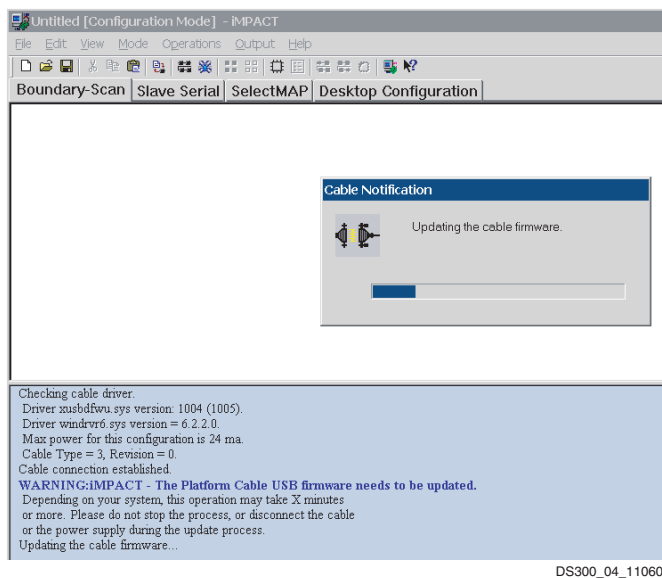 Untitled [Configuration Mode] - iMPACT
File Edit View Mode Operations Output Help
Boundary-Scan Slave Serial SelectMAP Desktop Configuration
Cable Notification
Updating the cable firmware.
Checking cable driver.
Driver xusbdfwu.sys version: 1004 (1005).
Driver windrvr6.sys version = 6.2.2.0.
Max power for this configuration is 24 ma.
Cable Type = 3, Revision = 0.
Cable connection established.
WARNING:iMPACT - The Platform Cable USB firmware needs to be updated.
Depending on your system, this operation may take X minutes
or more. Please do not stop the process, or disconnect the cable
or the power supply during the update process.
Updating the cable firmware...
DS300_04_11060